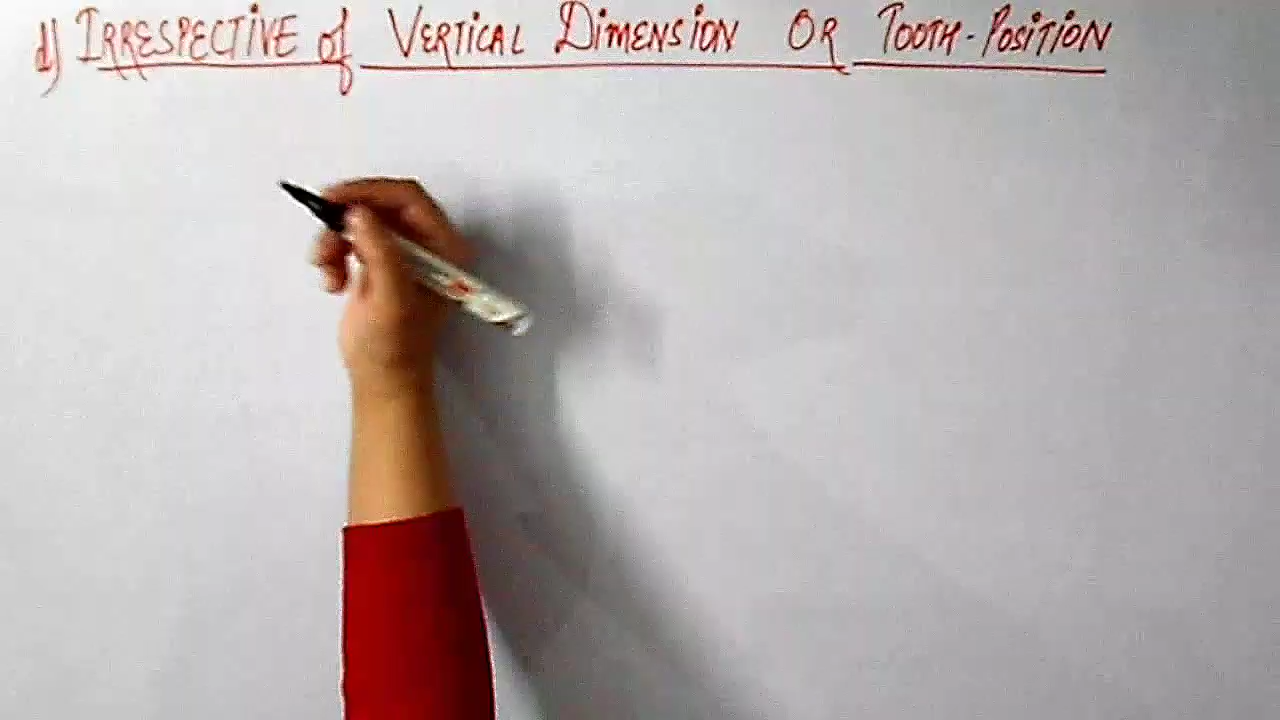 d) IRRESPECTIVE of VERTICAL DIMENSION OR TOOTH-POSITION